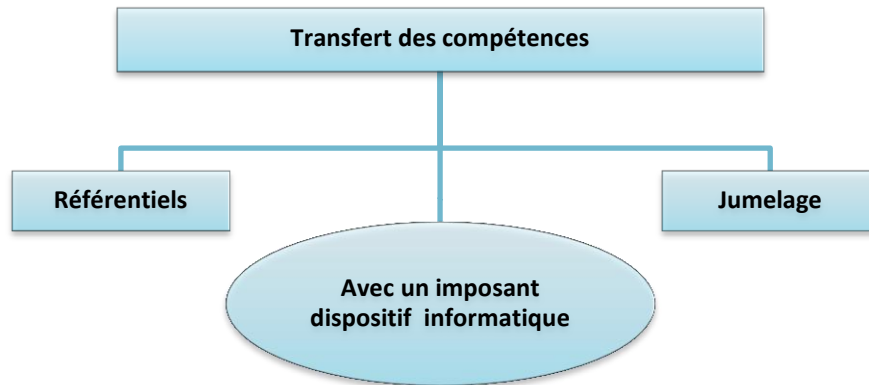 Transfert des compétences
Référentiels
Jumelage
Avec un imposant
dispositif informatique